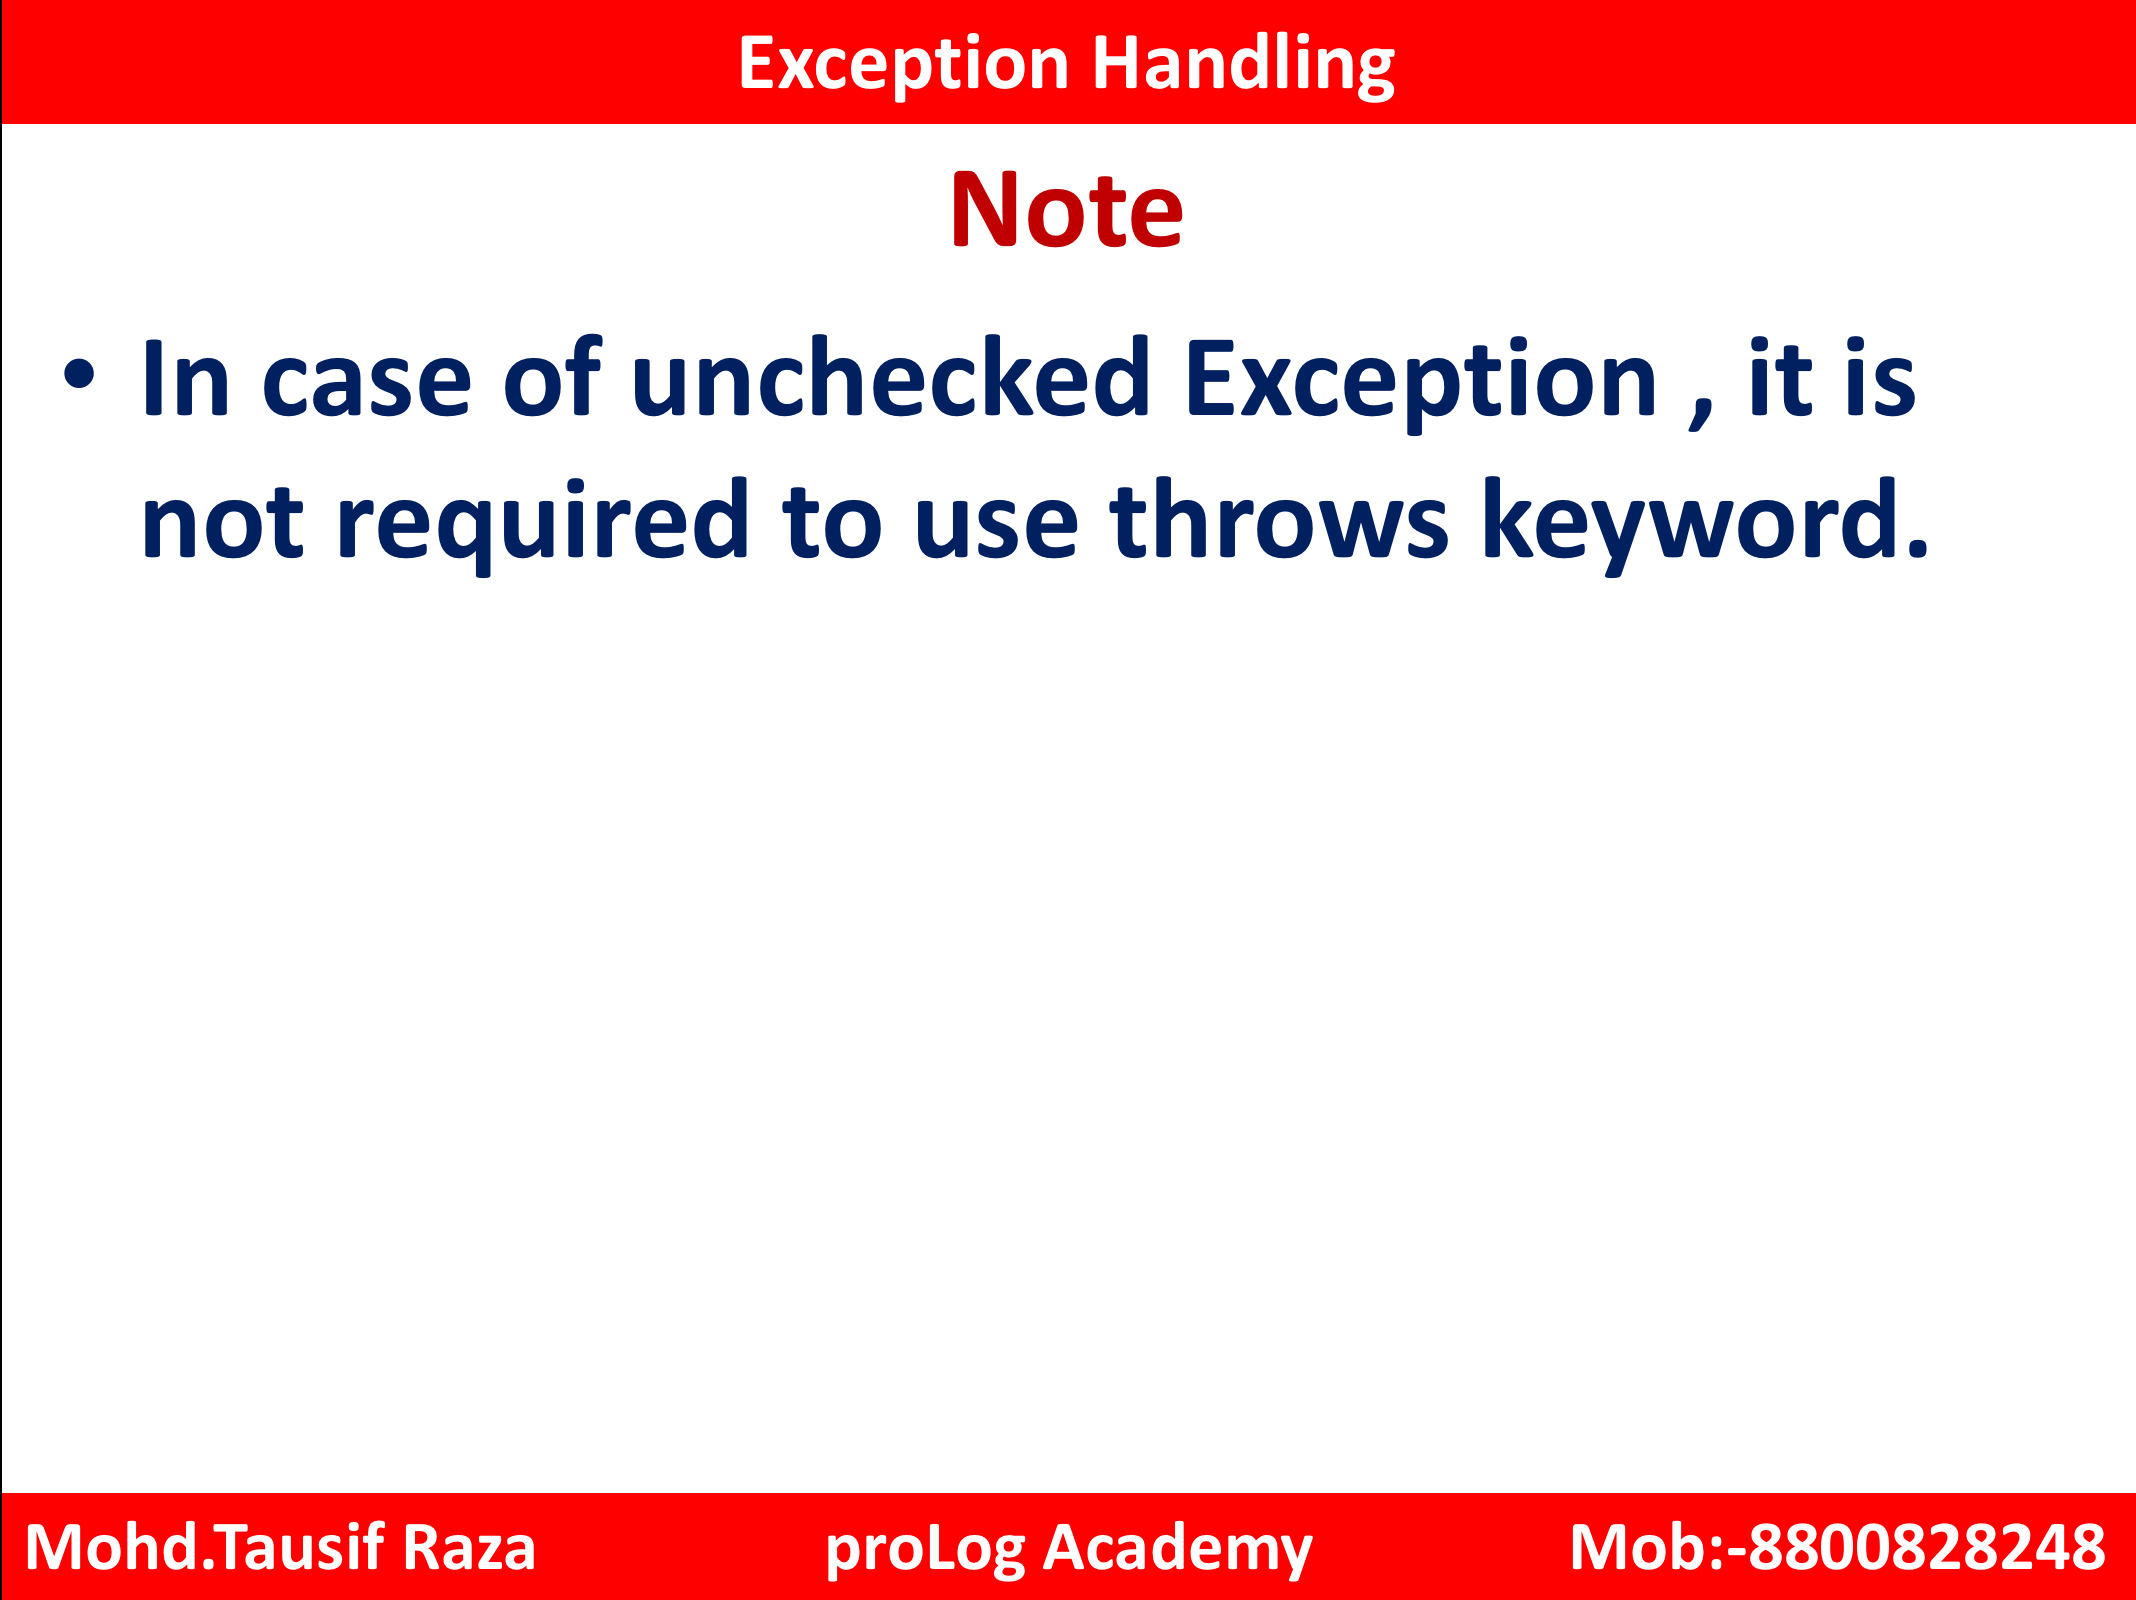 Exception Handling
Note
• In case of unchecked Exception , it is
not required to use throws keyword.
Mohd.Tausif Raza proLog Academy Mob:-8800828248